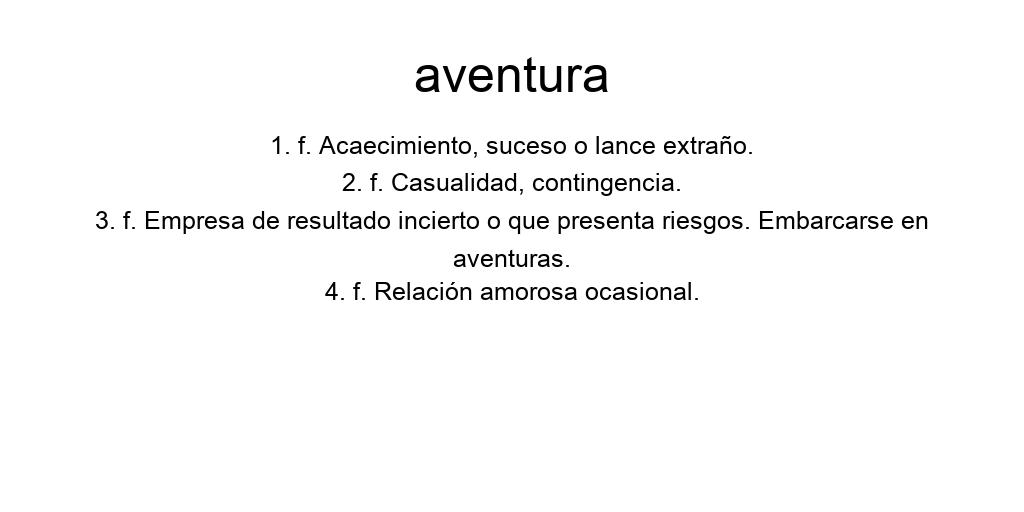 aventura
1. f. Acaecimiento, suceso o lance extraño.
2. f. Casualidad, contingencia.
3. f. Empresa de resultado incierto o que presenta riesgos. Embarcarse en
aventuras.
4. f. Relación amorosa ocasional.